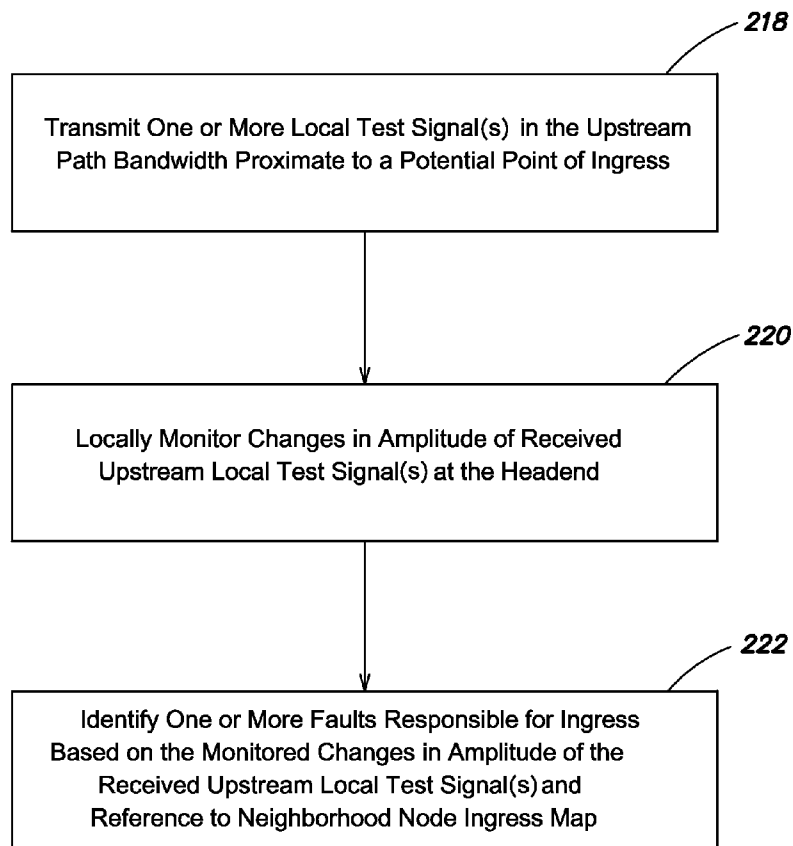 218
Transmit One or More Local Test Signal(s) in the Upstream
Path Bandwidth Proximate to a Potential Point of Ingress
220
Locally Monitor Changes in Amplitude of Received
Upstream Local Test Signal(s) at the Headend
222
Identify One or More Faults Responsible for Ingress
Based on the Monitored Changes in Amplitude of the
Received Upstream Local Test Signal(s) and
Reference to Neighborhood Node Ingress Map